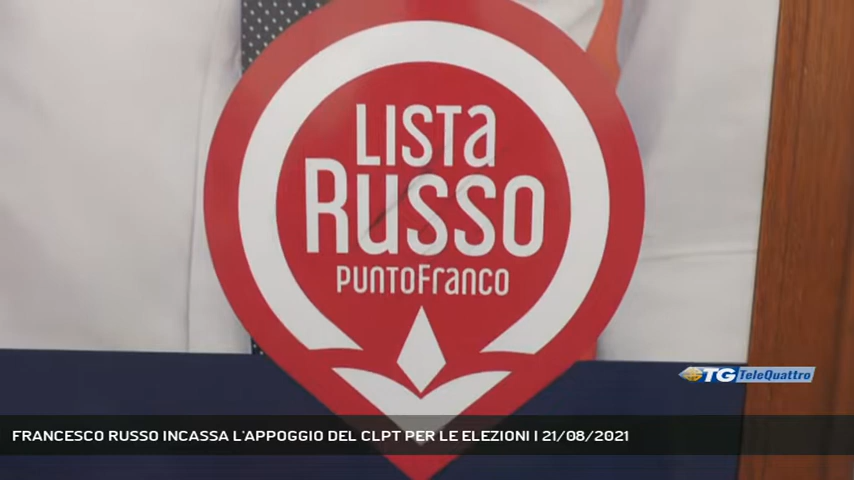 LISTa
Russo
PUNTOFranco
TG TeleQuattro
FRANCESCO RUSSO INCASSA L'APPOGGIO DEL CLPT PER LE ELEZIONI | 21/08/2021